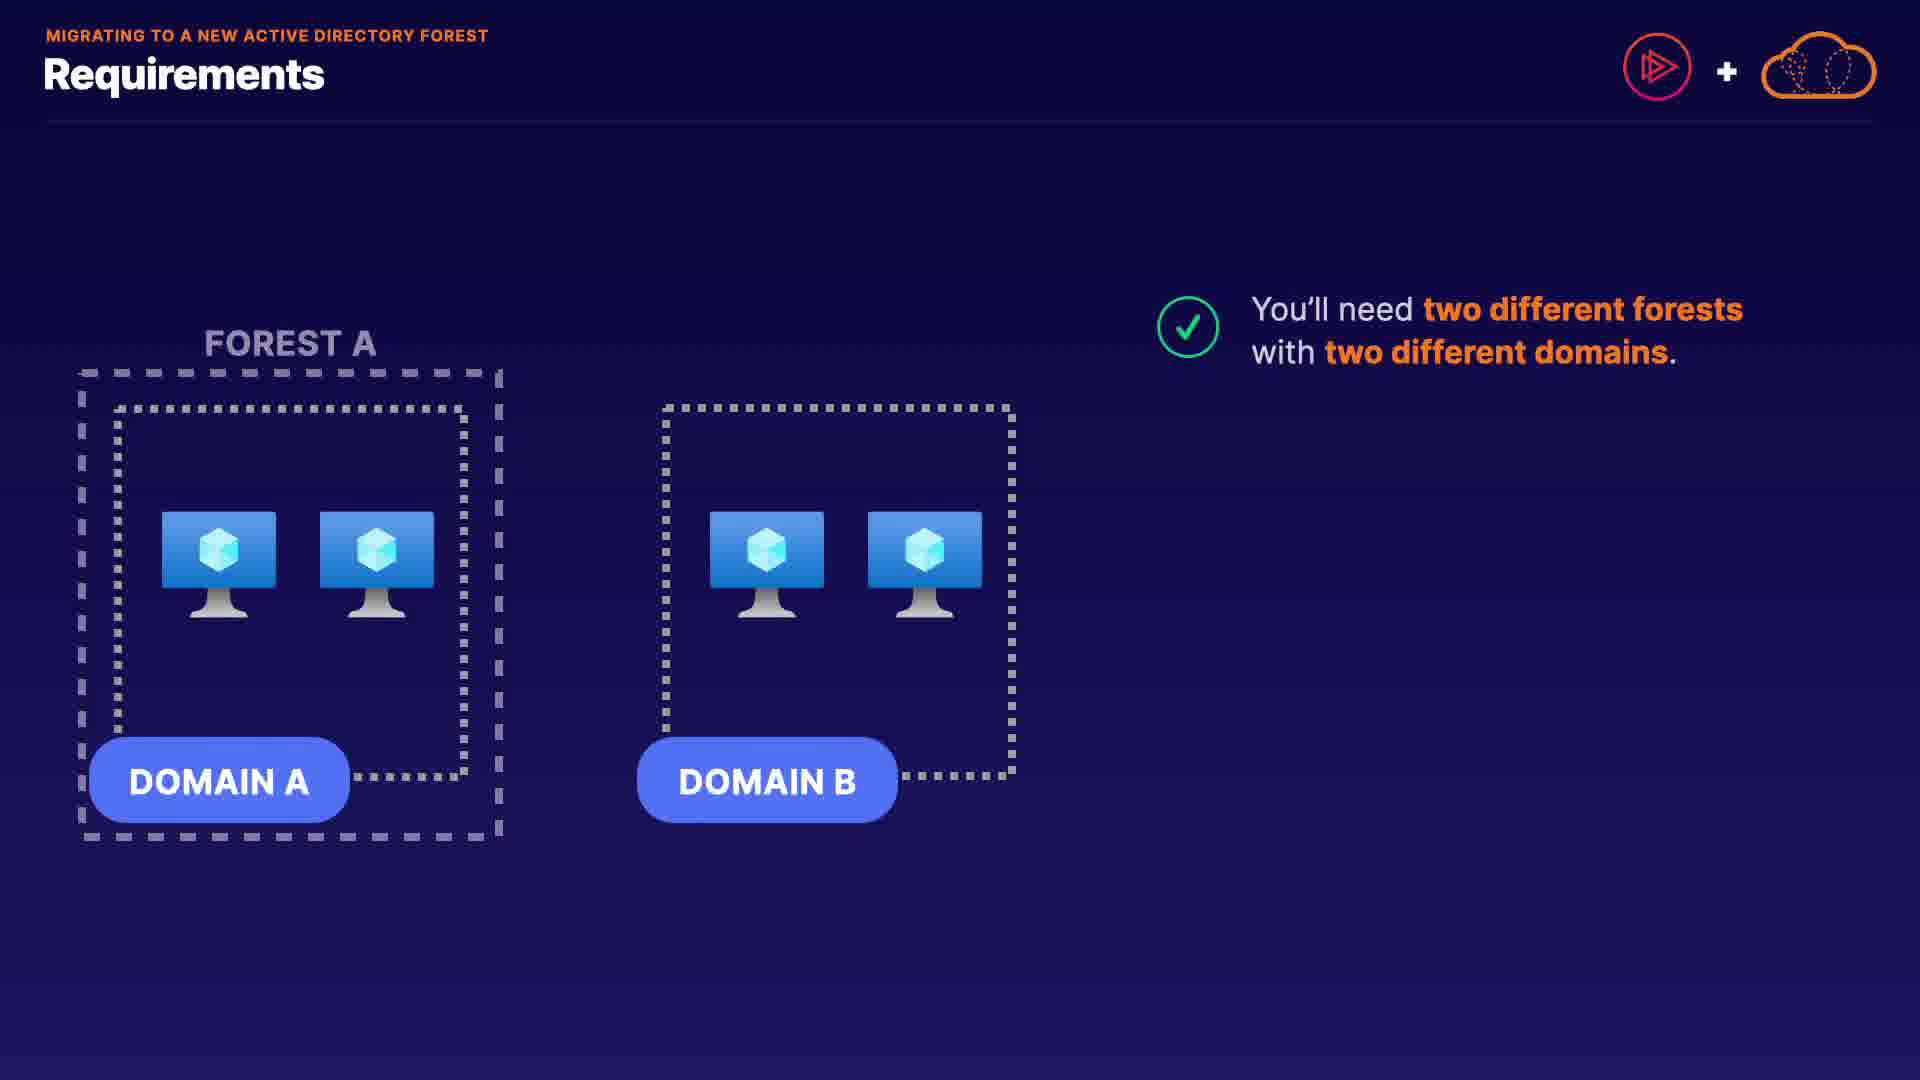 MIGRATING TO A NEW ACTIVE DIRECTORY FOREST
Requirements
You’ll need two different forests
with two different domains.
FOREST A
DOMAIN A
DOMAIN B